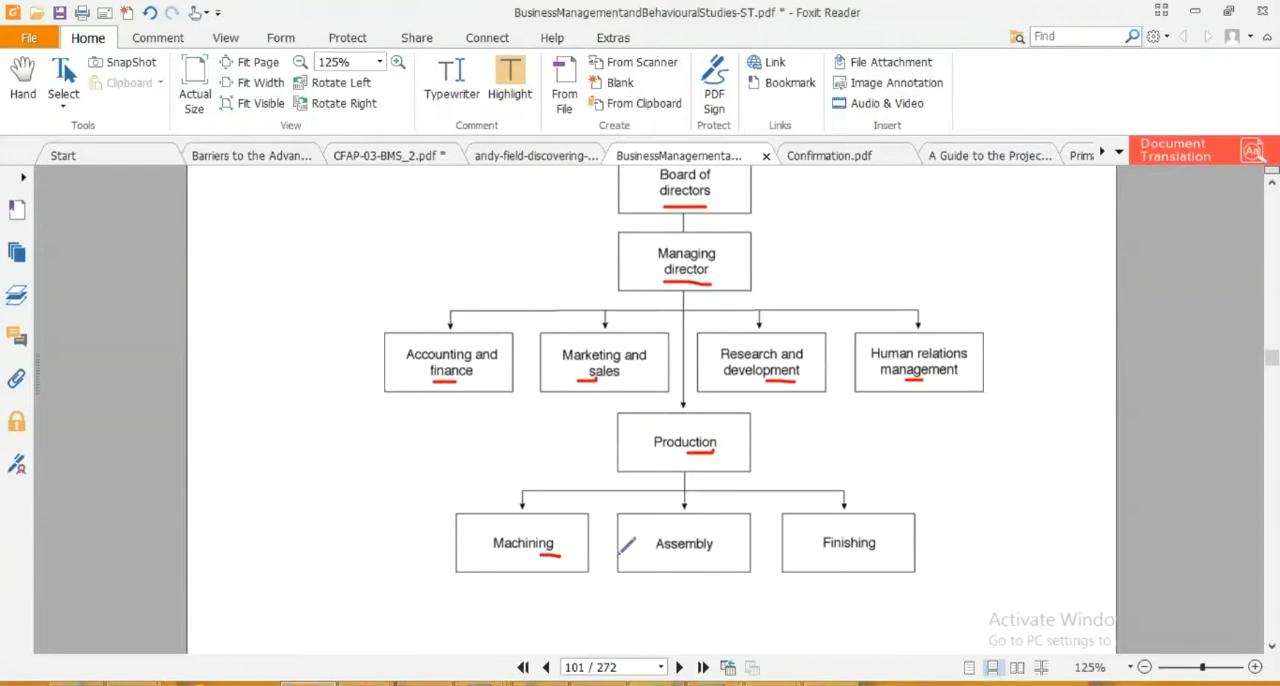 BusinessManagementandBehaviouralStudies-ST.pdf * - Foxit Reader
File Home Comment View Form Protect Share Connect Help Extras Find
Hand
Select
SnapShot
Clipboard
Tools
Actual
Size
Fit Page
Fit Width
Fit Visible
125%
Rotate Left
Rotate Right
View
Typewriter
Highlight
Comment
From
File
From Scanner
Blank
From Clipboard
Create
PDF
Sign
Protect
Link
Bookmark
Links
File Attachment
Image Annotation
Audio & Video
Insert
Start
Barriers to the Advan...
CFAP-03-BMS_2.pdf *
andy-field-discovering-...
BusinessManagementa...
Confirmation.pdf
A Guide to the Projec...
Prim
Document
Translation
Board of
directors
Managing
director
Accounting and
finance
Marketing and
sales
Research and
development
Human relations
management
Production
Machining
Assembly
Finishing
Activate Windo
Go to PC settings to
101 / 272
125%